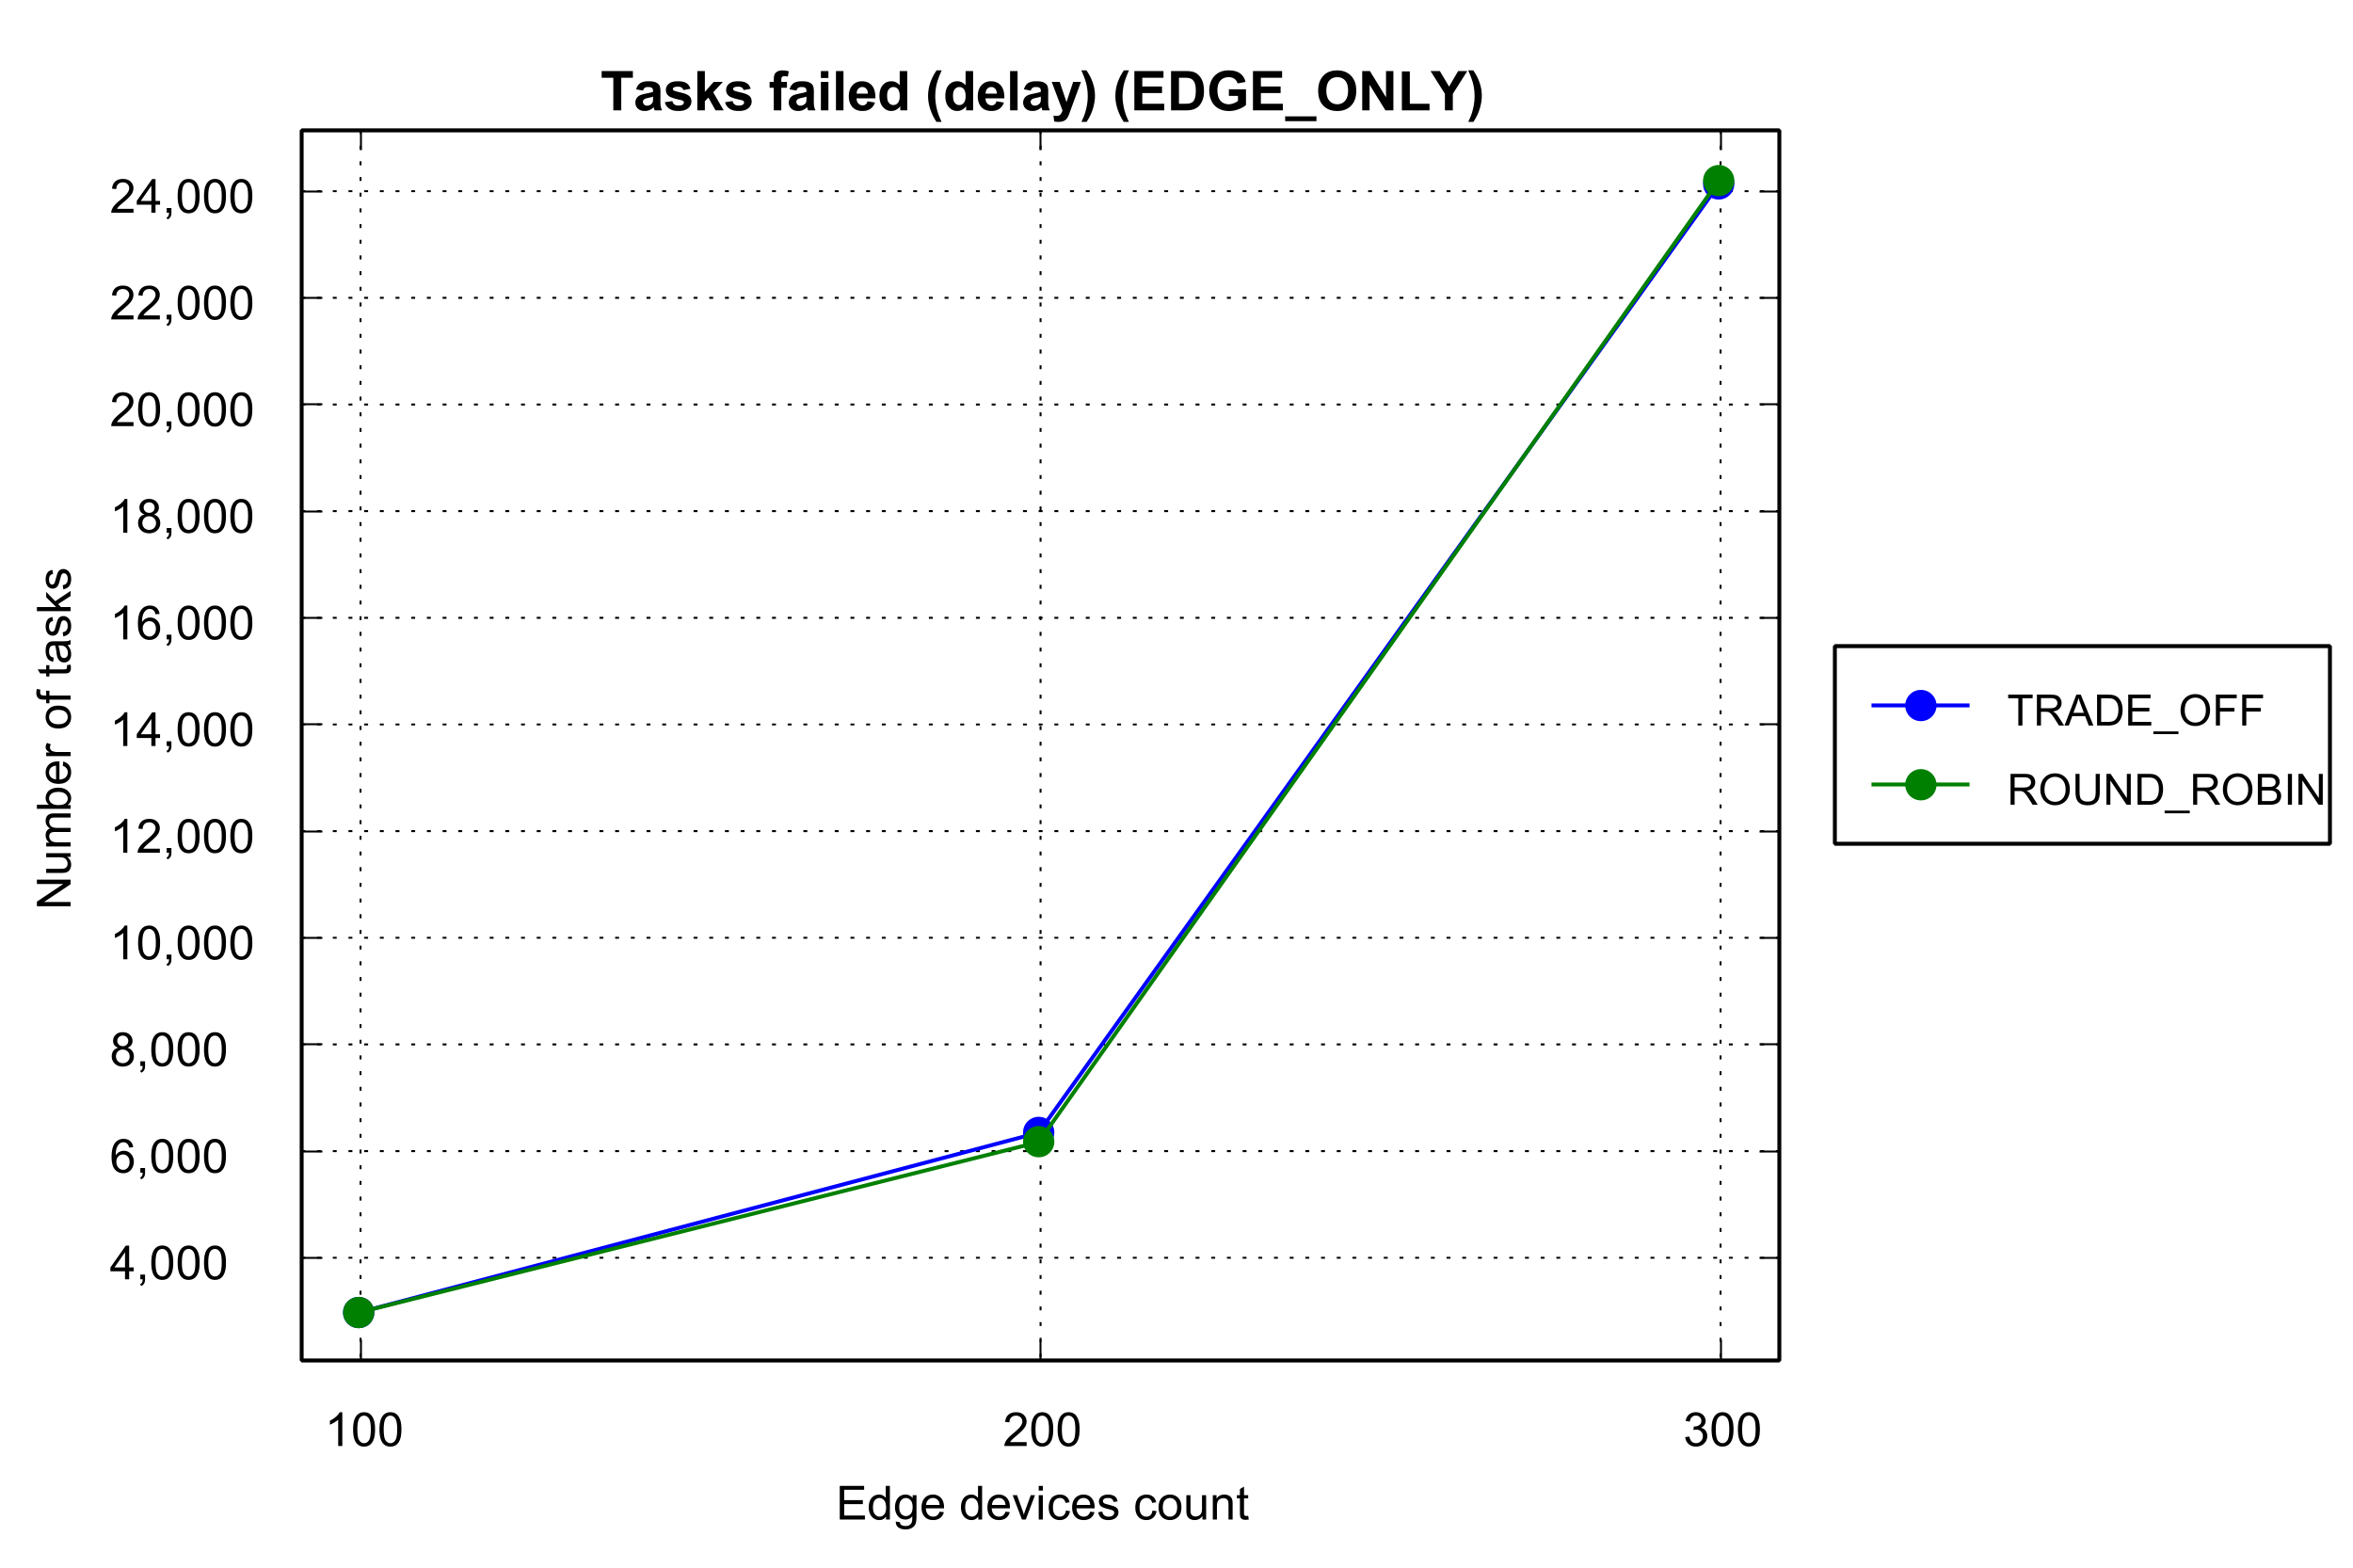 Tasks failed (delay) (EDGE_ONLY)
24,000
22,000
20,000
18,000
16,000
14,000
12,000
10,000
8,000
6,000
4,000
Number of tasks
100 200 300
Edge devices count
TRADE_OFF
ROUND_ROBIN